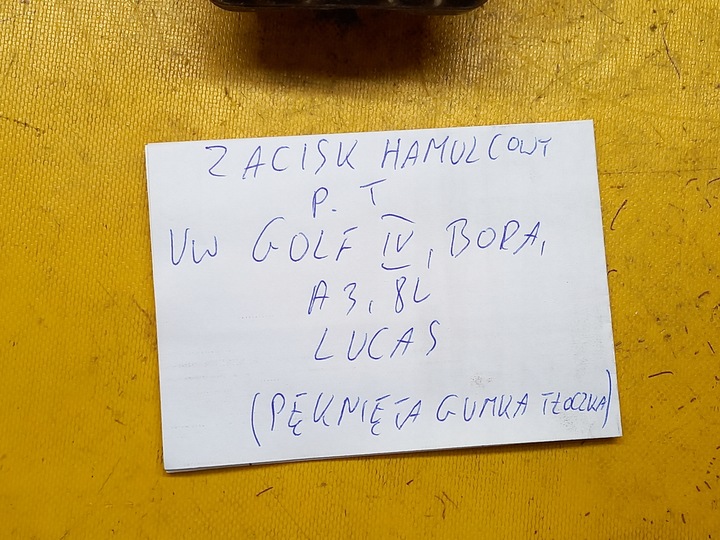 ZACISK HAMULCOWY
P. T
VW GOLF IV, BORA,
A3, 8L
LUCAS
(PĘKNIĘTA GUMKA TŁOCZKA)